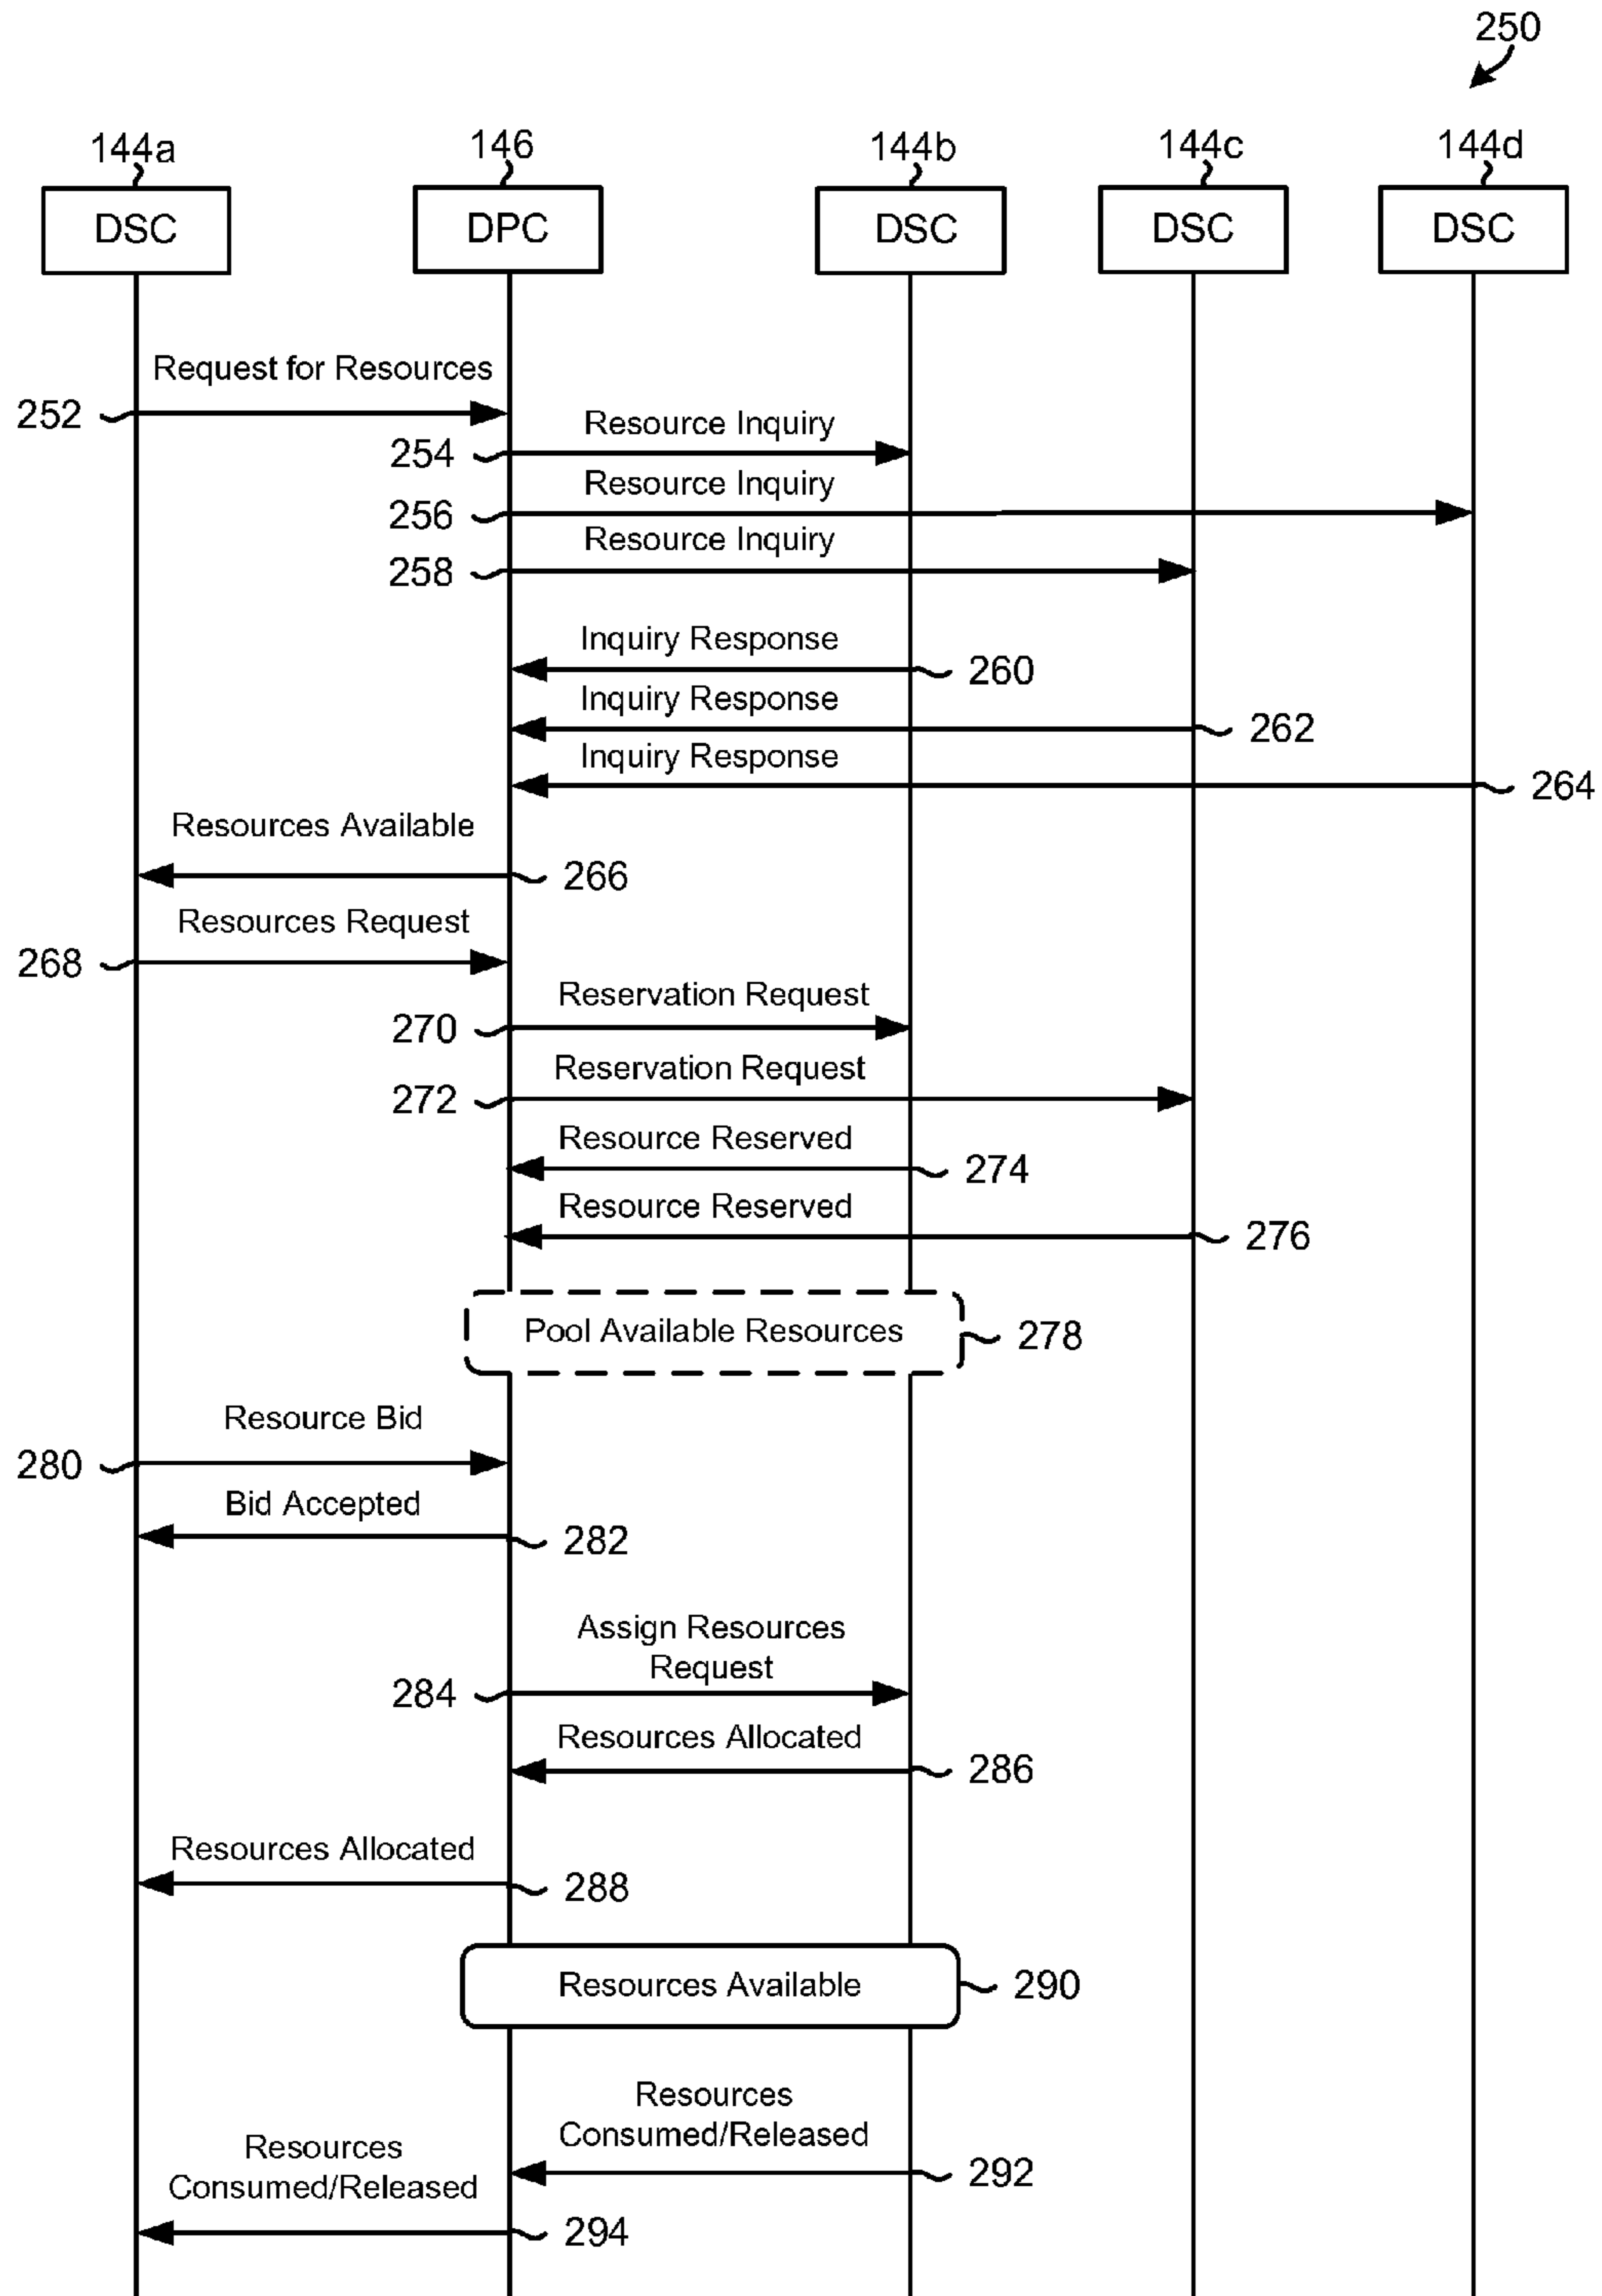 250
144a
146
144b
144c
144d
DSC
DPC
DSC
DSC
DSC
Request for Resources
252
Resource Inquiry
254
Resource Inquiry
256
Resource Inquiry
258
Inquiry Response
260
Inquiry Response
262
Inquiry Response
264
Resources Available
266
Resources Request
268
Reservation Request
270
Reservation Request
272
Resource Reserved
274
Resource Reserved
276
Pool Available Resources
278
Resource Bid
280
Bid Accepted
282
Assign Resources
Request
284
Resources Allocated
286
Resources Allocated
288
Resources Available
290
Resources
Consumed/Released
292
Resources
Consumed/Released
294